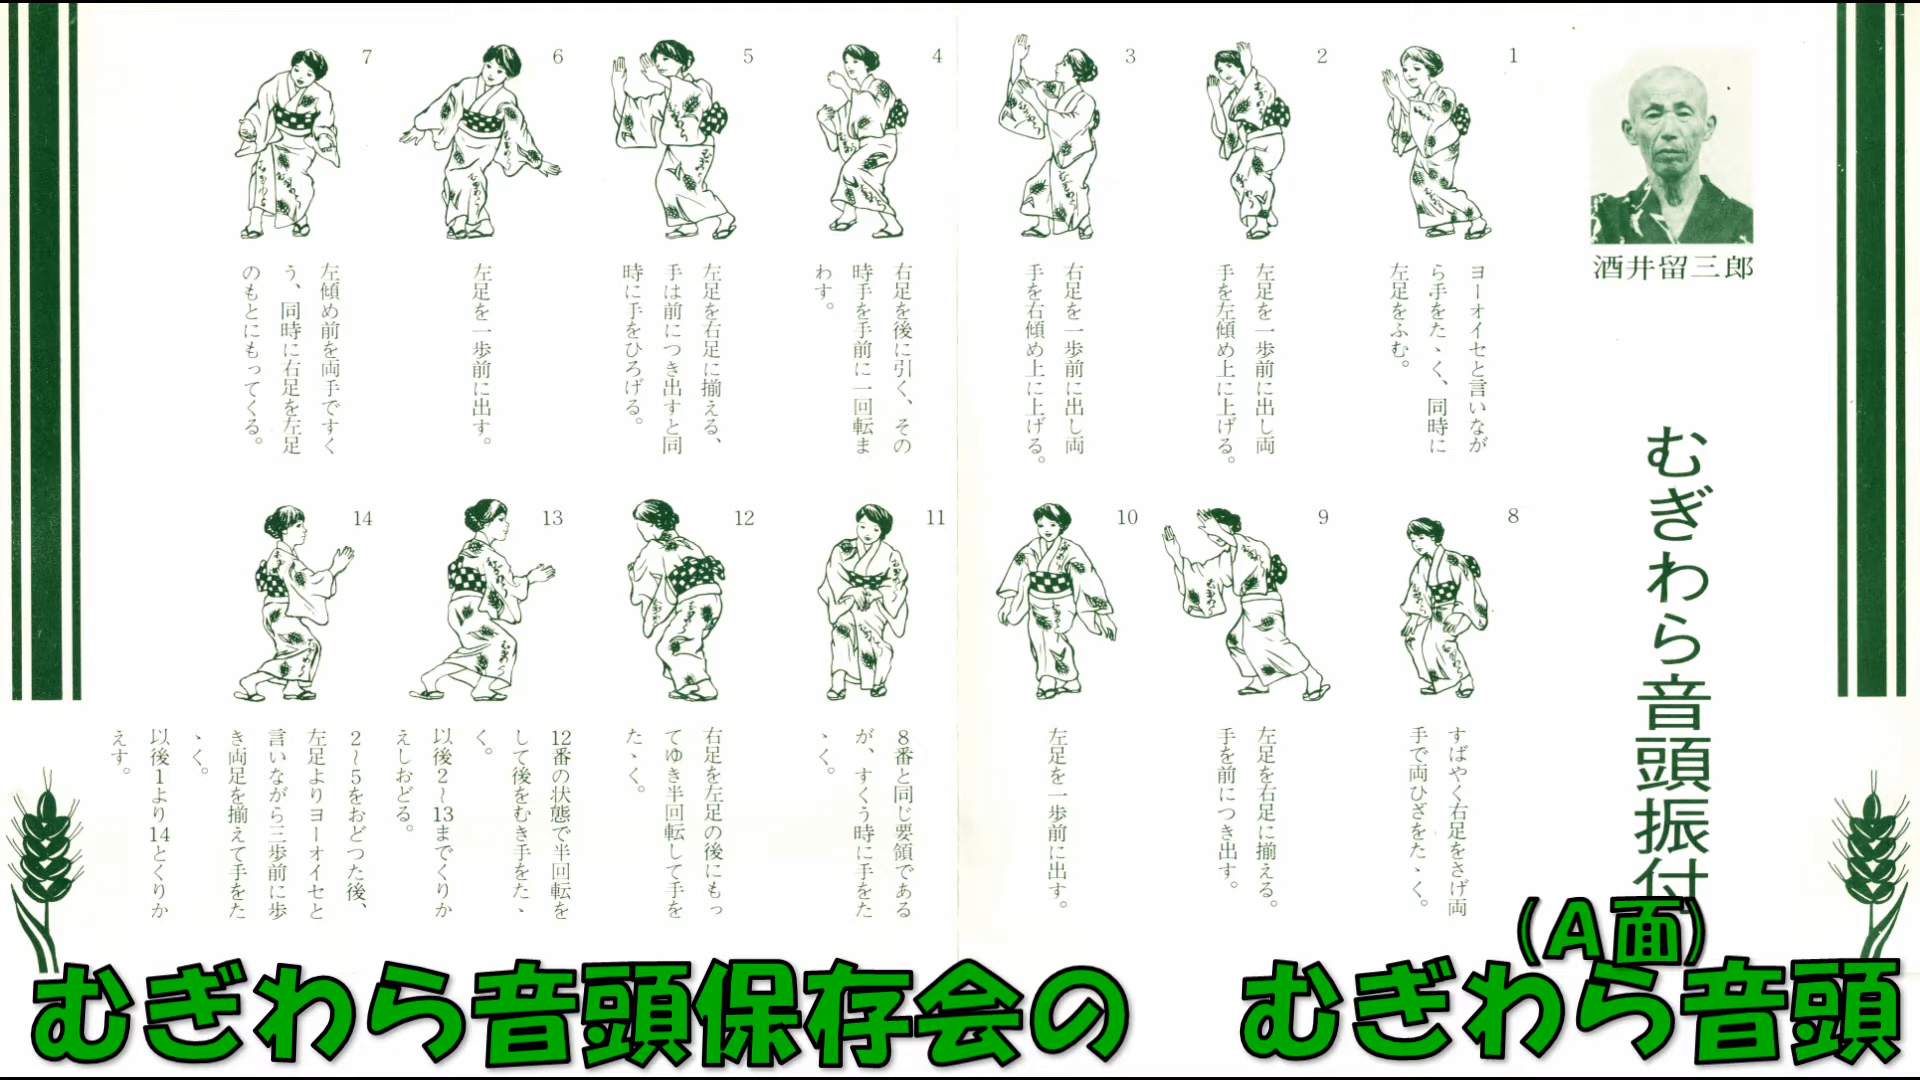 酒井留三郎
むぎわら音頭振付
1
ヨーオイセと言いなが
ら手をたゝく、同時に
左足をふむ。
2
左足を一歩前に出し両
手を左傾め上に上げる。
3
右足を一歩前に出し両
手を右傾め上に上げる。
4
右足を後に引く、その
時手を手前に一回転ま
わす。
5
左足を右足に揃える、
手は前につき出すと同
時に手をひろげる。
6
左足を一歩前に出す。
7
左傾め前を両手ですく
う、同時に右足を左足
のもとにもってくる。
8
すばやく右足をさげ両
手で両ひざをたゝく。
9
左足を右足に揃える。
手を前につき出す。
10
左足を一歩前に出す。
11
8番と同じ要領である
が、すくう時に手をた
ゝく。
12
右足を左足の後にもっ
てゆき半回転して手を
たゝく。
13
12番の状態で半回転を
して後をむき手をたゝ
く。
以後2〜13までくりか
えしおどる。
14
2〜5をおどつた後、
左足よりヨーオイセと
言いながら三歩前に歩
き両足を揃えて手をた
ゝく。
以後1より14とくりか
えす。
(A面)
むぎわら音頭保存会の　むぎわら音頭